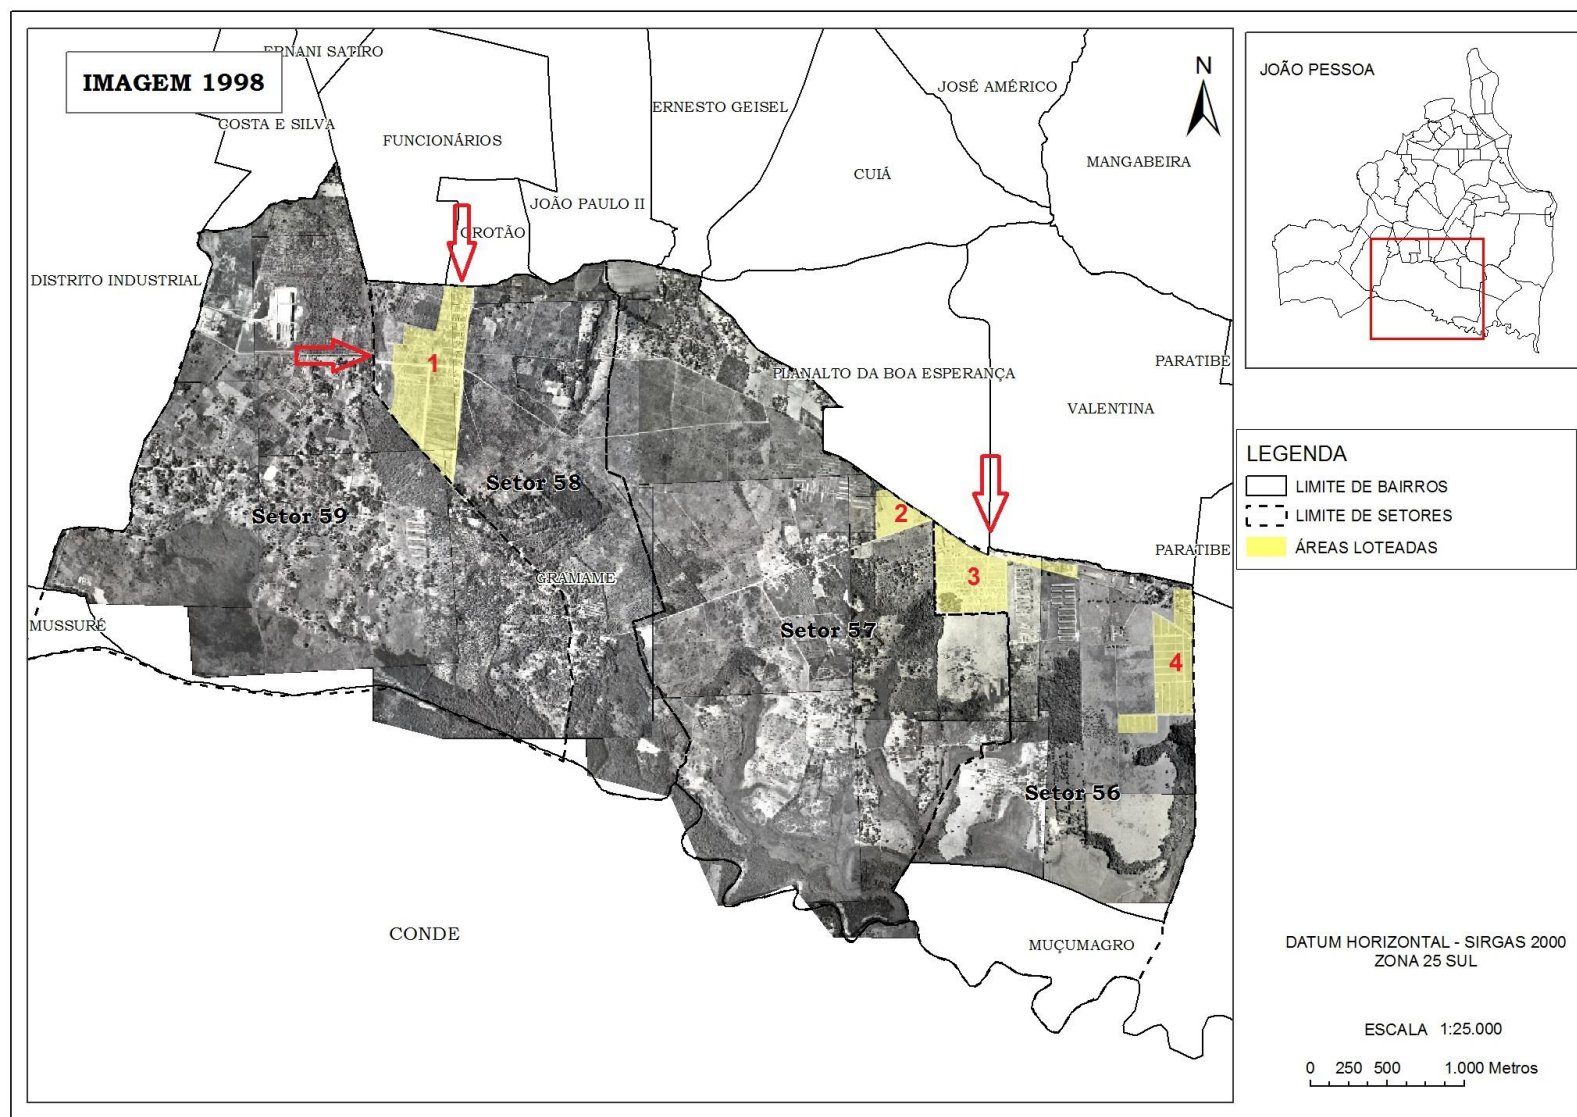 IMAGEM 1998
ERNANI SATIRO
COSTA E SILVA
FUNCIONÁRIOS
ERNESTO GEISEL
JOSÉ AMÉRICO
N
MANGABEIRA
CUIÁ
JOÃO PAULO II
GROTÃO
DISTRITO INDUSTRIAL
PLANALTO DA BOA ESPERANÇA
PARATIBE
VALENTINA
1
Setor 58
Setor 59
2
PARATIBE
3
GRAMAME
MUSSURÉ
Setor 57
4
Setor 56
CONDE
MUÇUMAGRO
JOÃO PESSOA
LEGENDA
LIMITE DE BAIRROS
LIMITE DE SETORES
ÁREAS LOTEADAS
DATUM HORIZONTAL - SIRGAS 2000
ZONA 25 SUL
ESCALA 1:25.000
0 250 500 1.000 Metros